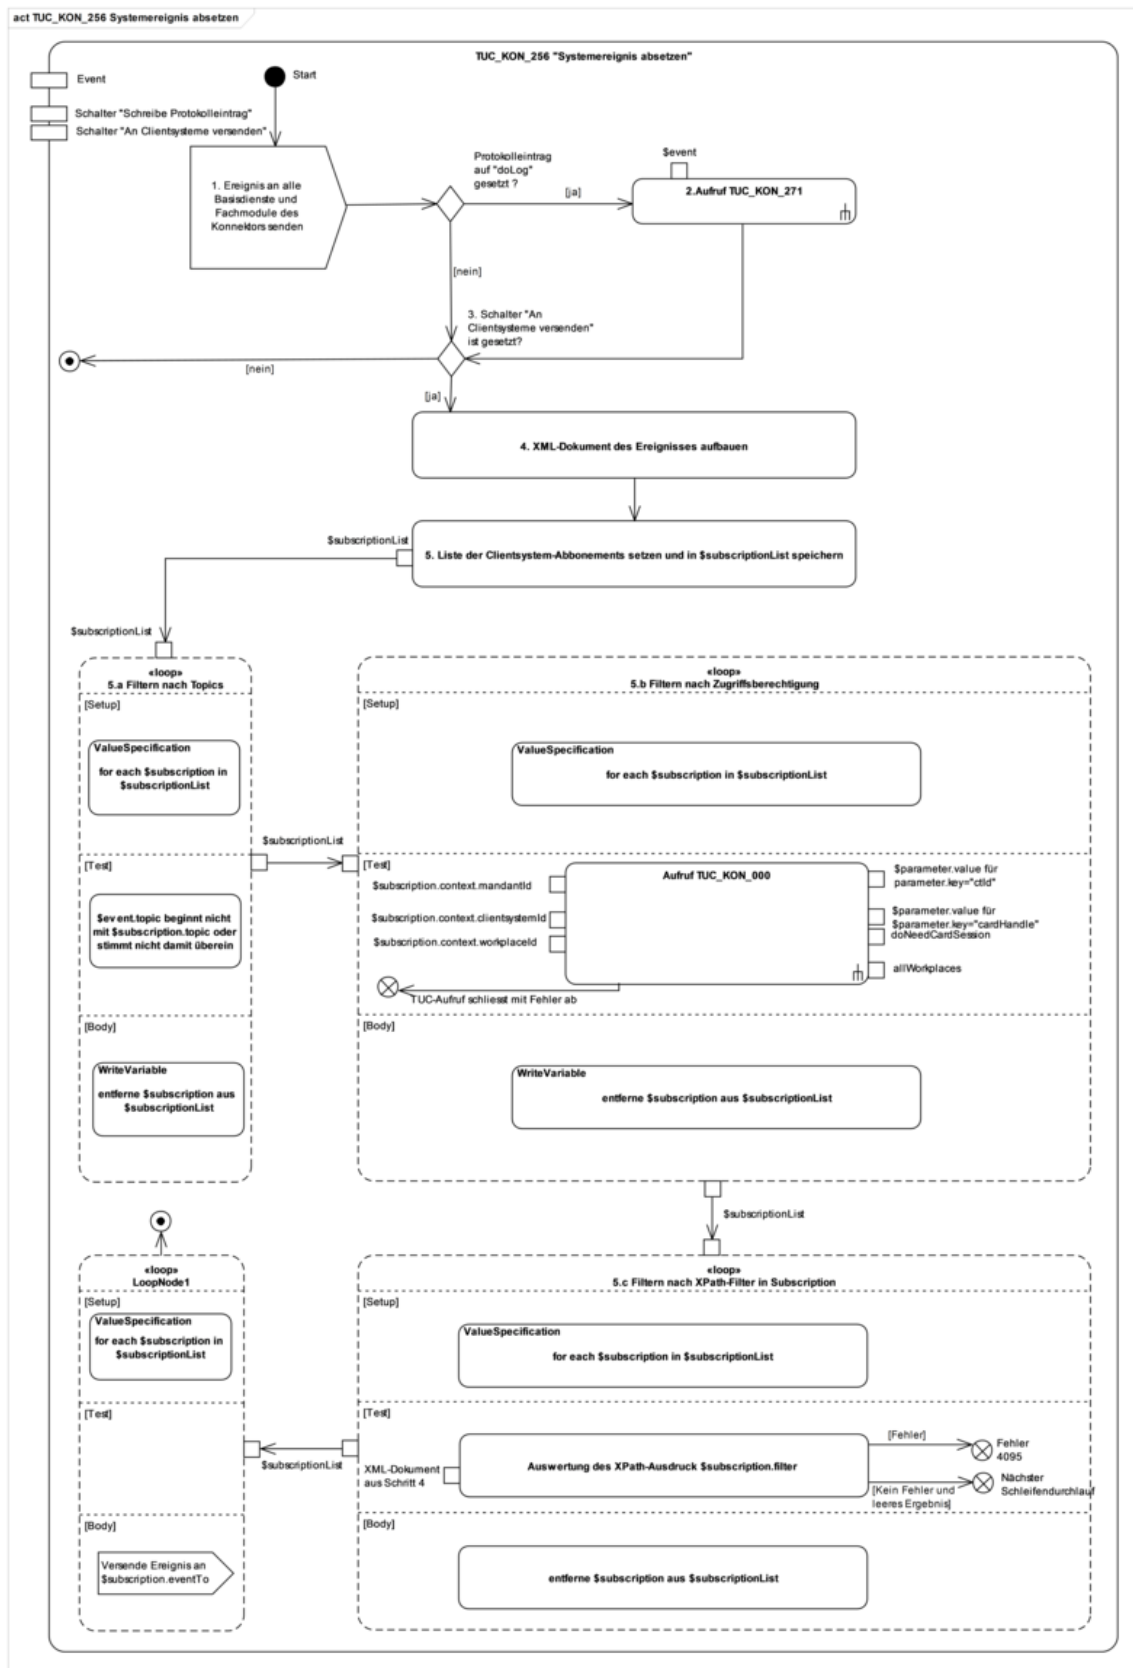 act TUC_KON_256 Systemereignis absetzen
TUC_KON_256 "Systemereignis absetzen"
Event
Start
Schalter "Schreibe Protokolleintrag"
Schalter "An Clientsysteme versenden"
1. Ereignis an alle
Basisdienste und
Fachmodule des
Konnektors senden
Protokolleintrag
auf "doLog"
gesetzt ?
[ja]
$event
2.Aufruf TUC_KON_271
[nein]
3. Schalter "An
Clientsysteme versenden"
ist gesetzt?
[nein]
[ja]
4. XML-Dokument des Ereignisses aufbauen
$subscriptionList
5. Liste der Clientsystem-Abbonements setzen und in $subscriptionList speichern
$subscriptionList
«loop»
5.a Filtern nach Topics
[Setup]
ValueSpecification
for each $subscription in
$subscriptionList
[Test]
$event.topic beginnt nicht
mit $subscription.topic oder
stimmt nicht damit überein
[Body]
WriteVariable
entferne $subscription aus
$subscriptionList
$subscriptionList
«loop»
5.b Filtern nach Zugriffsberechtigung
[Setup]
ValueSpecification
for each $subscription in $subscriptionList
[Test]
Aufruf TUC_KON_000
$subscription.context.mandantId
$subscription.context.clientsystemId
$subscription.context.workplaceId
$parameter.value für
parameter.key="ctId"
$parameter.value für
$parameter.key="cardHandle"
doNeedCardSession
allWorkplaces
TUC-Aufruf schliesst mit Fehler ab
[Body]
WriteVariable
entferne $subscription aus $subscriptionList
$subscriptionList
«loop»
5.c Filtern nach XPath-Filter in Subscription
[Setup]
ValueSpecification
for each $subscription in $subscriptionList
[Test]
XML-Dokument
aus Schritt 4
Auswertung des XPath-Ausdruck $subscription.filter
[Fehler]
Fehler
4095
[Kein Fehler und
leeres Ergebnis]
Nächster
Schleifendurchlauf
[Body]
entferne $subscription aus $subscriptionList
$subscriptionList
«loop»
LoopNode1
[Setup]
ValueSpecification
for each $subscription in
$subscriptionList
[Test]
[Body]
Versende Ereignis an
$subscription.eventTo